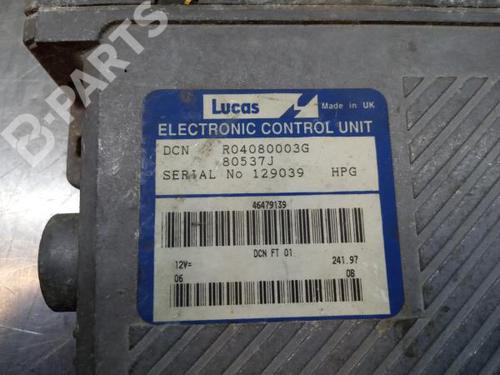 B-PARTS
Lucas
Made in UK
ELECTRONIC CONTROL UNIT
DCN R04080003G
80537J
SERIAL No 129039 HPG
46479139
DCN FT 01
12V= 241.97
06 08